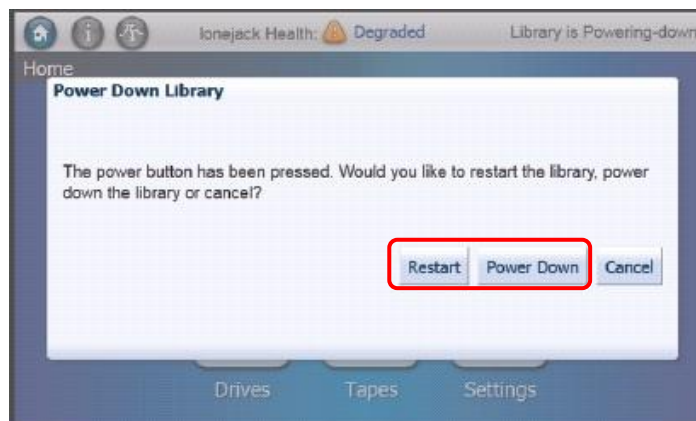 lonejack Health: Degraded Library is Powering-down
Home
Power Down Library
The power button has been pressed. Would you like to restart the library, power
down the library or cancel?
Restart Power Down Cancel
Drives Tapes Settings